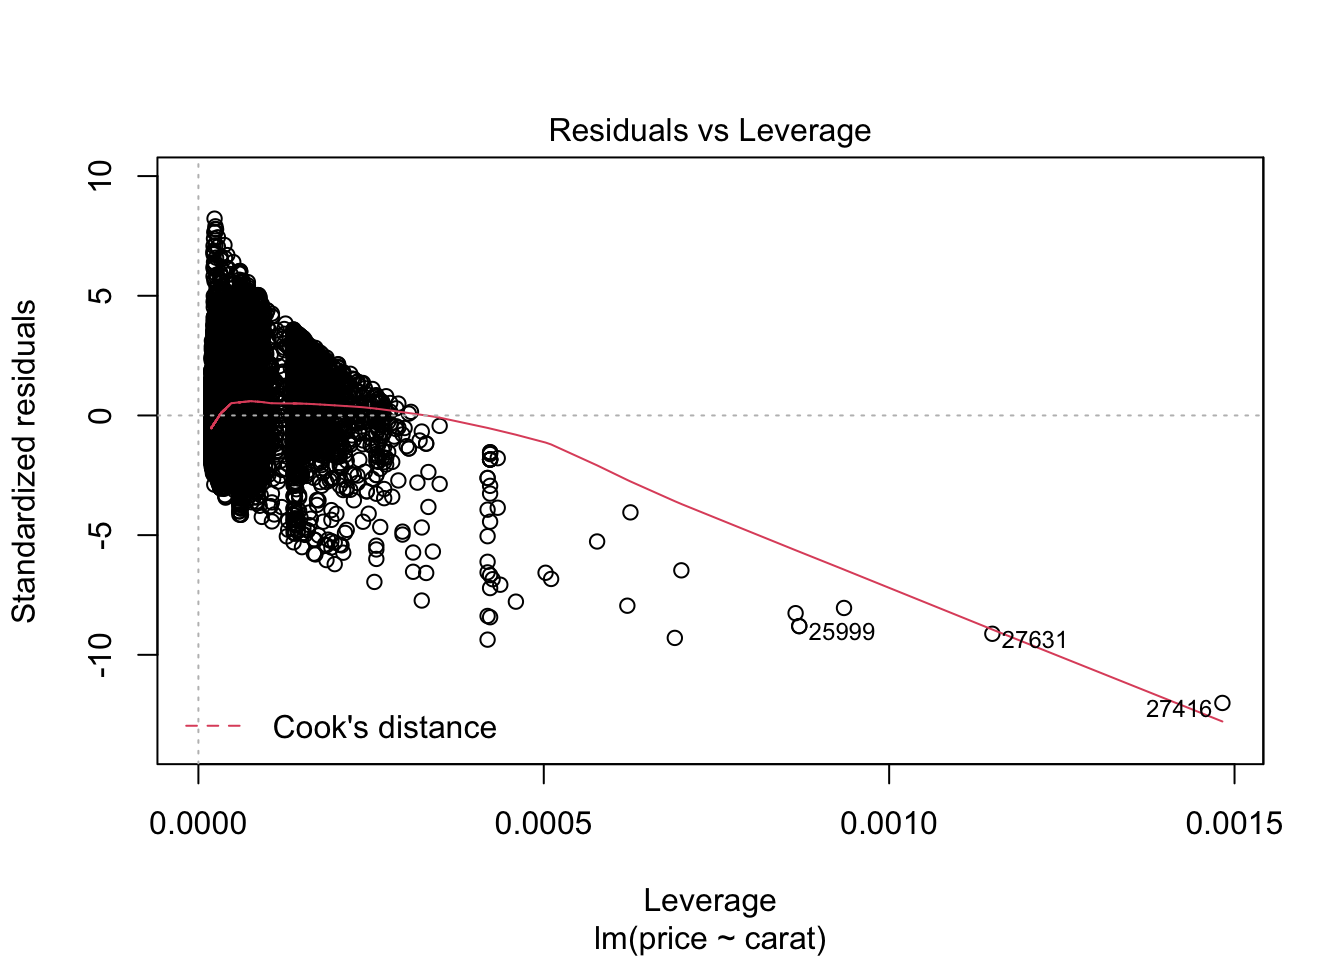 Residuals vs Leverage
Standardized residuals
10
5
0
-5
-10
25999
27631
27416
Cook's distance
0.0000
0.0005
0.0010
0.0015
Leverage
lm(price ~ carat)